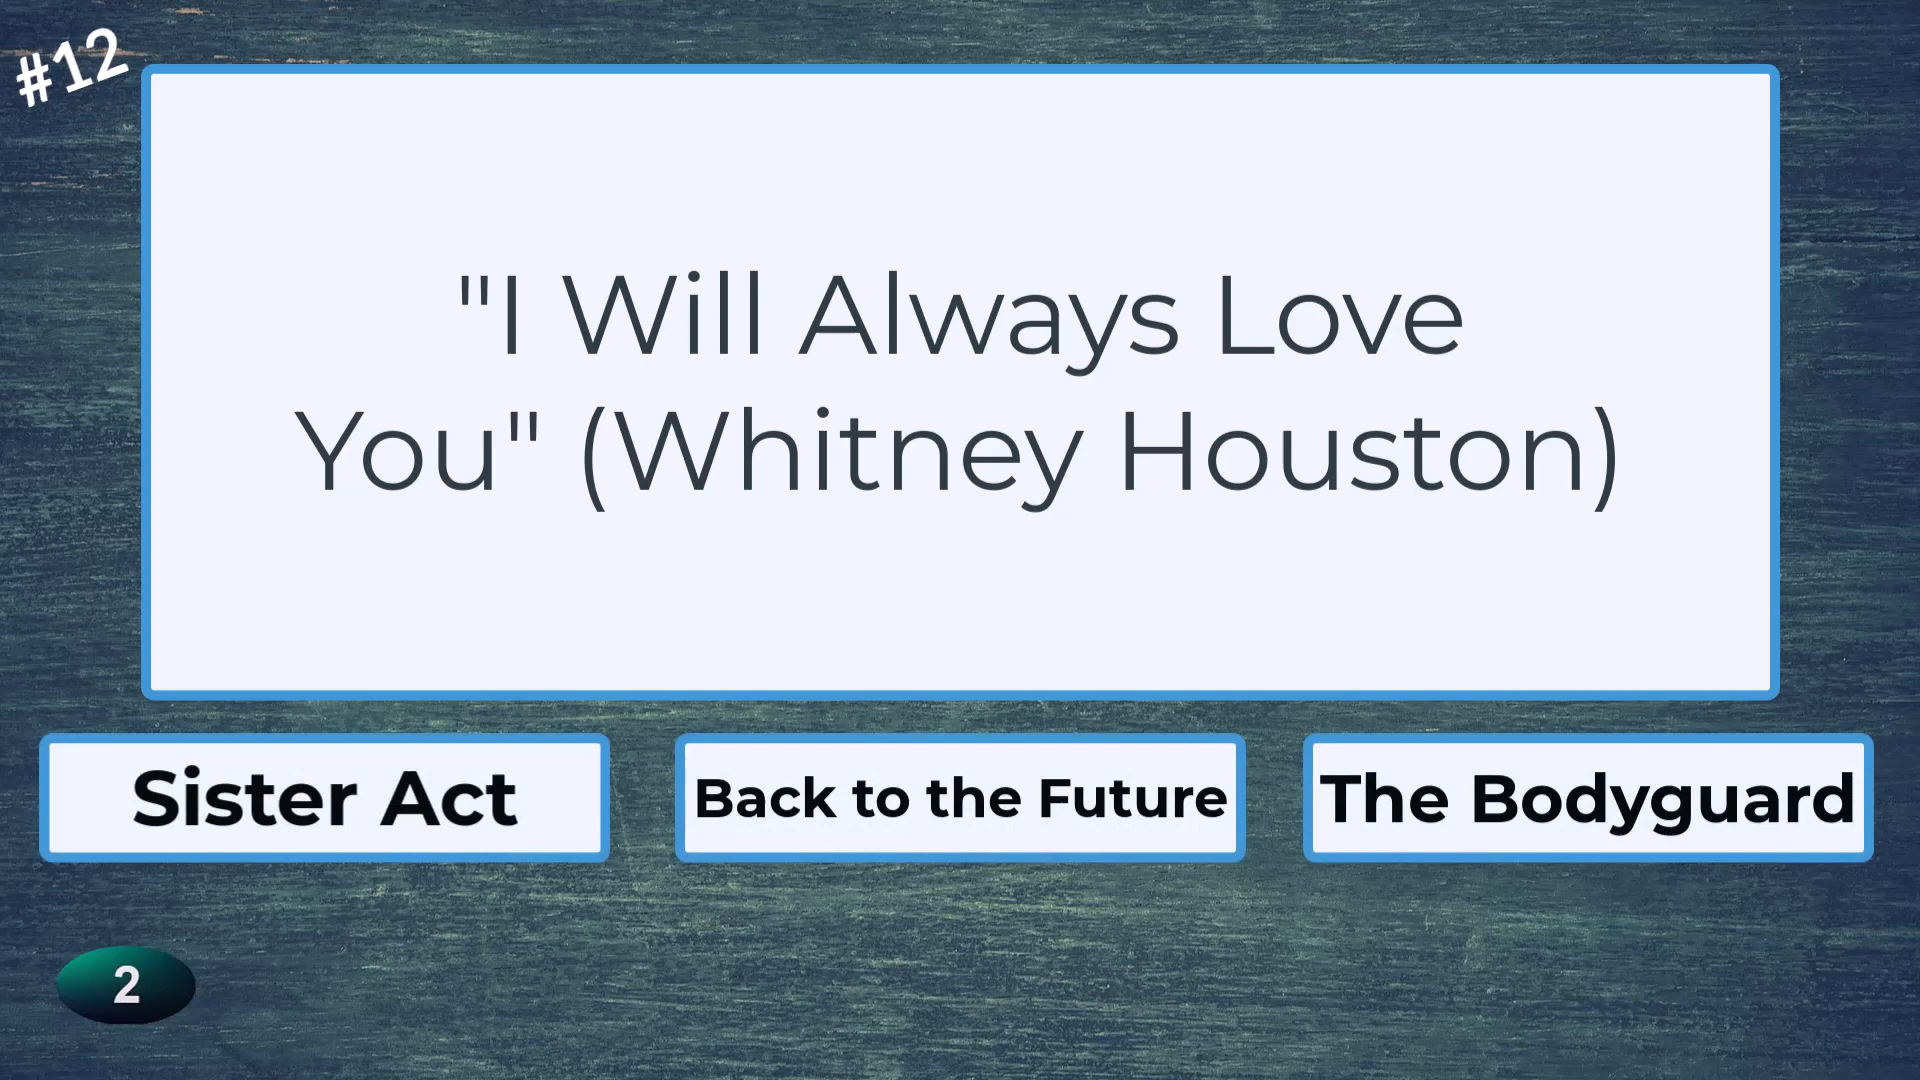 #12
"I Will Always Love
You" (Whitney Houston)
Sister Act
Back to the Future
The Bodyguard
2